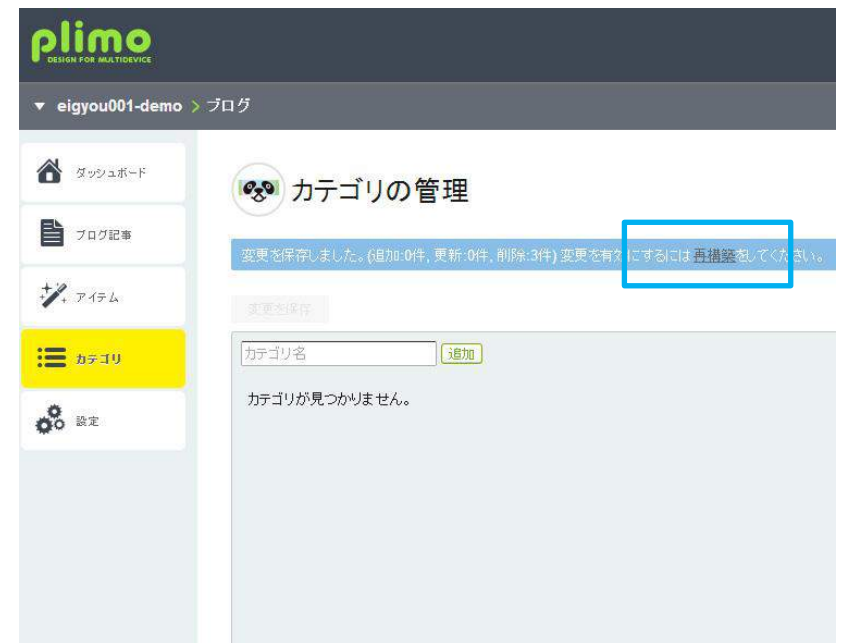 plimo
DESIGN FOR MULTIDEVICE
▼ eigyou001-demo > ブログ
ダッシュボード
ブログ記事
アイテム
カテゴリ
設定
カテゴリの管理
変更を保存しました。(追加:0件, 更新:0件, 削除:3件) 変更を有効にするには 再構築をしてください。
変更を保存
カテゴリ名 追加
カテゴリが見つかりません。